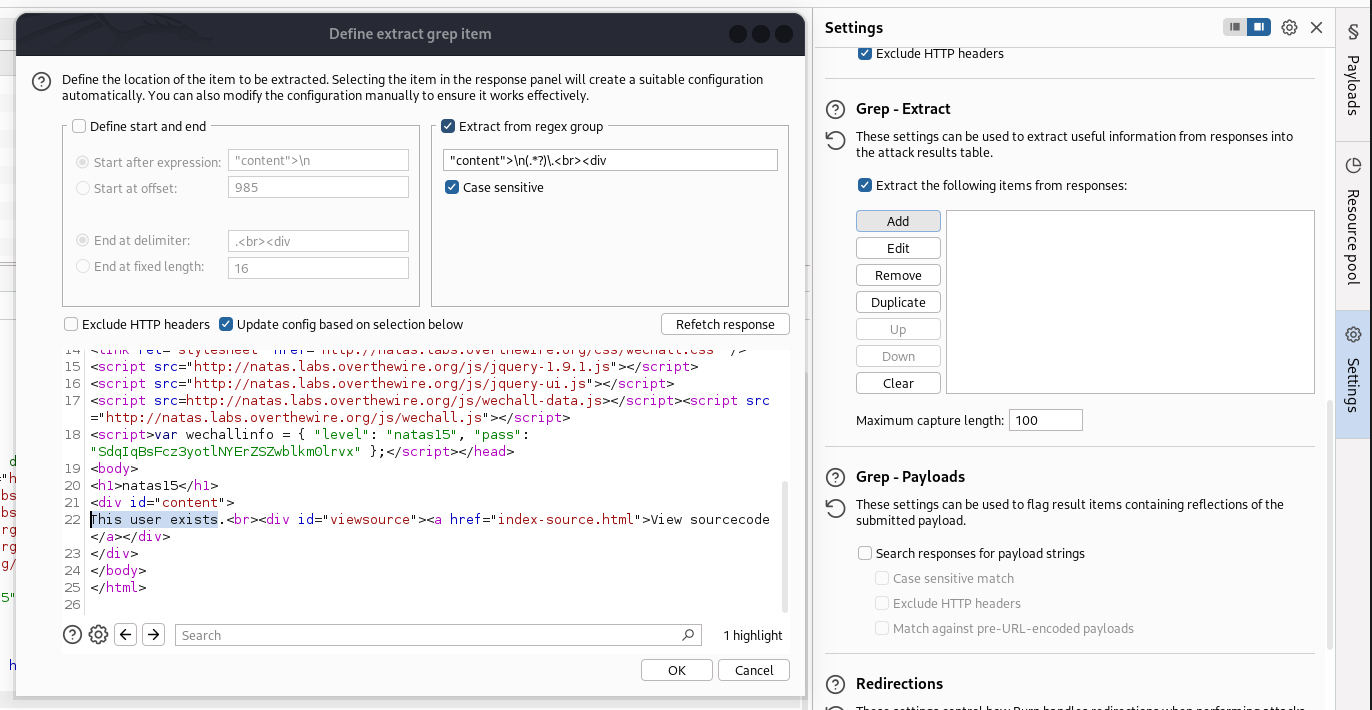 Define extract grep item
Define the location of the item to be extracted. Selecting the item in the response panel will create a suitable configuration
automatically. You can also modify the configuration manually to ensure it works effectively.
Define start and end
Start after expression: "content">\n
Start at offset: 985
End at delimiter: .<br><div
End at fixed length: 16
Extract from regex group
"content">\n(.*?)\.<br><div
Case sensitive
Exclude HTTP headers
Update config based on selection below
Refetch response
14 <link rel="stylesheet" href="http://natas.labs.overthewire.org/css/wechall.css" />
15 <script src="http://natas.labs.overthewire.org/js/jquery-1.9.1.js"></script>
16 <script src="http://natas.labs.overthewire.org/js/jquery-ui.js"></script>
17 <script src=http://natas.labs.overthewire.org/js/wechall-data.js></script><script src
="http://natas.labs.overthewire.org/js/wechall.js"></script>
18 <script>var wechallinfo = { "level": "natas15", "pass":
"SdqIqBsFcz3yotlNYErZSZwblkm0lrvx" };</script></head>
19 <body>
20 <h1>natas15</h1>
21 <div id="content">
22 This user exists.<br><div id="viewsource"><a href="index-source.html">View sourcecode
</a></div>
23 </div>
24 </body>
25 </html>
26
Search
1 highlight
OK
Cancel
Settings
Exclude HTTP headers
Grep - Extract
These settings can be used to extract useful information from responses into
the attack results table.
Extract the following items from responses:
Add
Edit
Remove
Duplicate
Up
Down
Clear
Maximum capture length: 100
Grep - Payloads
These settings can be used to flag result items containing reflections of the
submitted payload.
Search responses for payload strings
Case sensitive match
Exclude HTTP headers
Match against pre-URL-encoded payloads
Redirections
Payloads
Resource pool
Settings